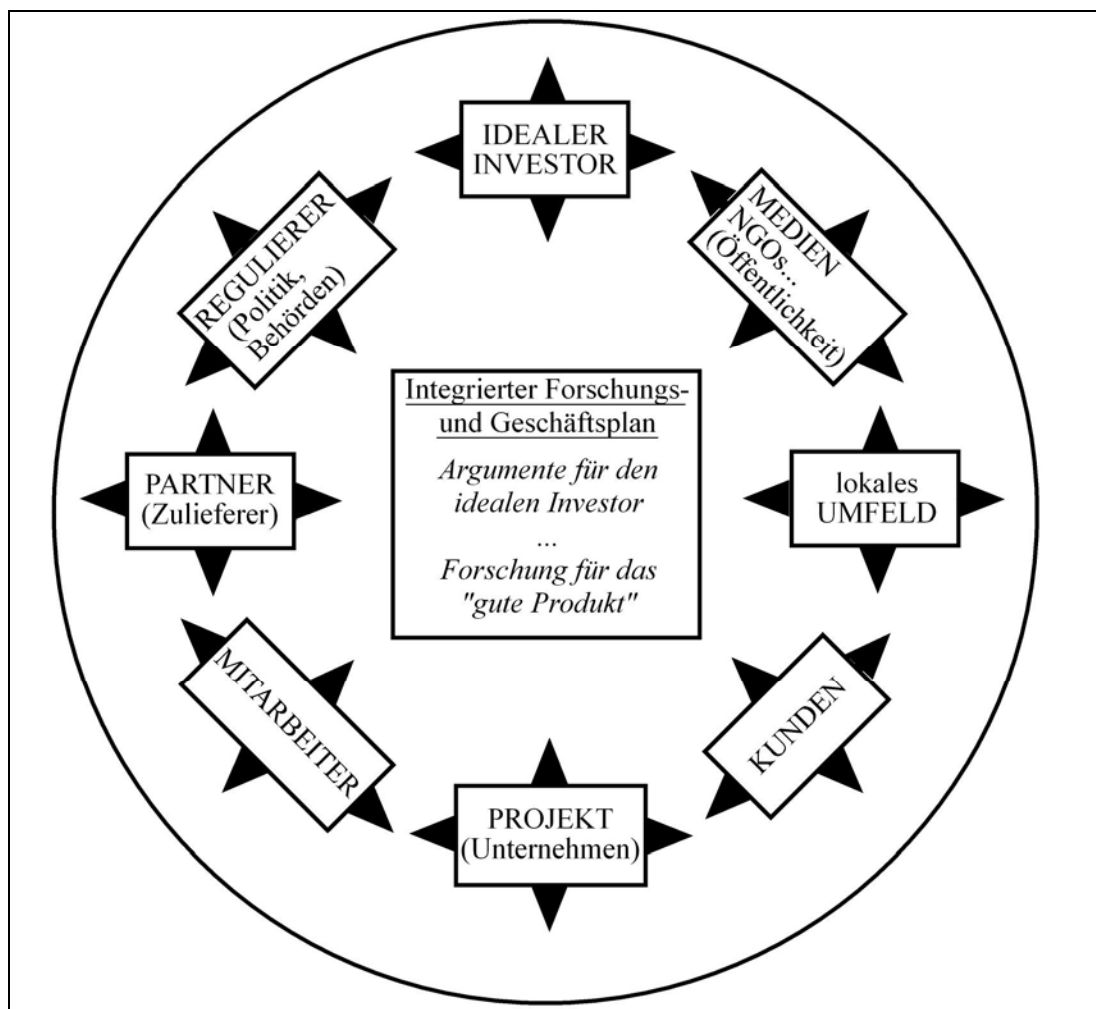 IDEALER
INVESTOR
MEDIEN
NGOs...
(Öffentlichkeit)
lokales
UMFELD
KUNDEN
PROJEKT
(Unternehmen)
MITARBEITER
PARTNER
(Zulieferer)
REGULIERER
(Politik,
Behörden)
Integrierter Forschungs-
und Geschäftsplan
Argumente für den
idealen Investor
...
Forschung für das
"gute Produkt"